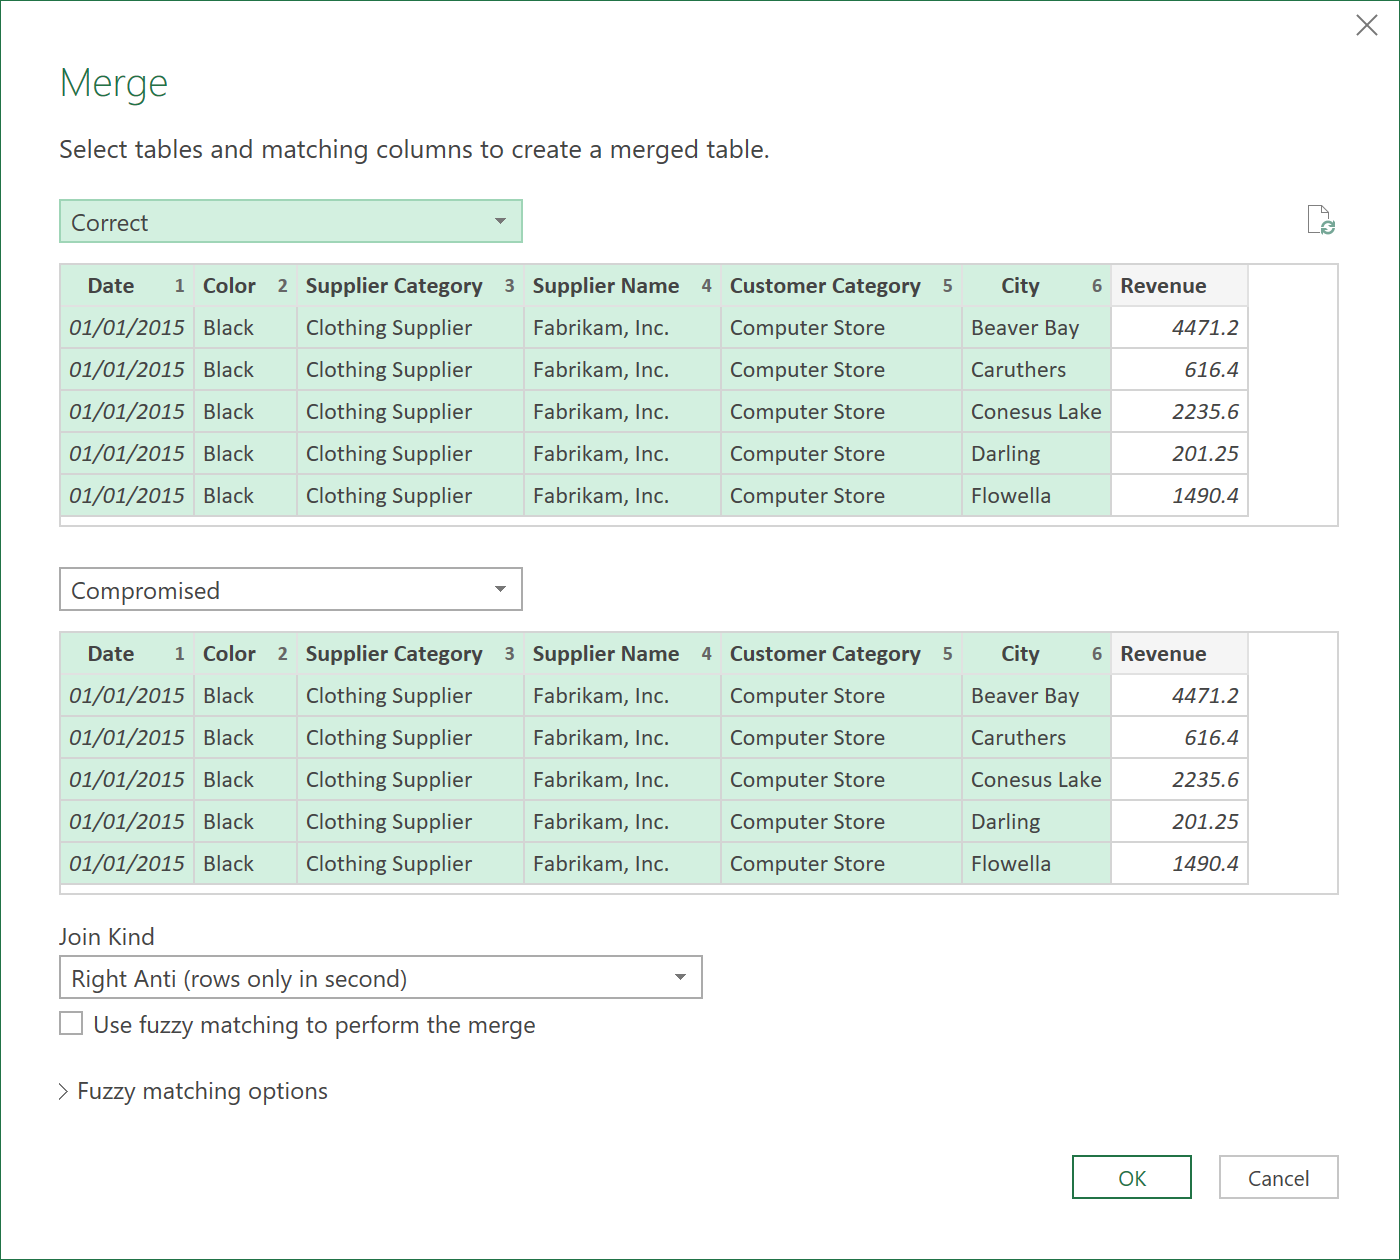 Merge
Select tables and matching columns to create a merged table.
Correct
Date 1 Color 2 Supplier Category 3 Supplier Name 4 Customer Category 5 City 6 Revenue
01/01/2015 Black Clothing Supplier Fabrikam, Inc. Computer Store Beaver Bay 4471.2
01/01/2015 Black Clothing Supplier Fabrikam, Inc. Computer Store Caruthers 616.4
01/01/2015 Black Clothing Supplier Fabrikam, Inc. Computer Store Conesus Lake 2235.6
01/01/2015 Black Clothing Supplier Fabrikam, Inc. Computer Store Darling 201.25
01/01/2015 Black Clothing Supplier Fabrikam, Inc. Computer Store Flowella 1490.4
Compromised
Date 1 Color 2 Supplier Category 3 Supplier Name 4 Customer Category 5 City 6 Revenue
01/01/2015 Black Clothing Supplier Fabrikam, Inc. Computer Store Beaver Bay 4471.2
01/01/2015 Black Clothing Supplier Fabrikam, Inc. Computer Store Caruthers 616.4
01/01/2015 Black Clothing Supplier Fabrikam, Inc. Computer Store Conesus Lake 2235.6
01/01/2015 Black Clothing Supplier Fabrikam, Inc. Computer Store Darling 201.25
01/01/2015 Black Clothing Supplier Fabrikam, Inc. Computer Store Flowella 1490.4
Join Kind
Right Anti (rows only in second)
Use fuzzy matching to perform the merge
Fuzzy matching options
OK Cancel